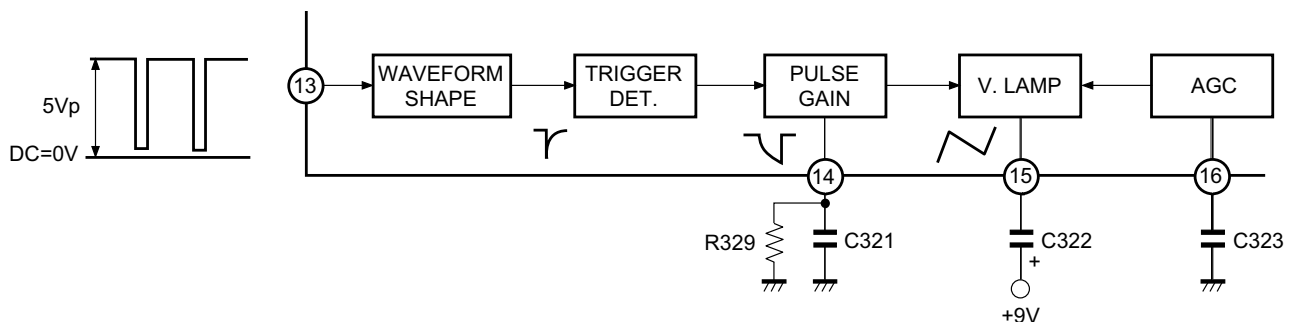 5Vp
DC=0V
13
WAVEFORM
SHAPE
TRIGGER
DET.
PULSE
GAIN
V. LAMP
AGC
14
15
16
R329
C321
C322
+
+9V
C323